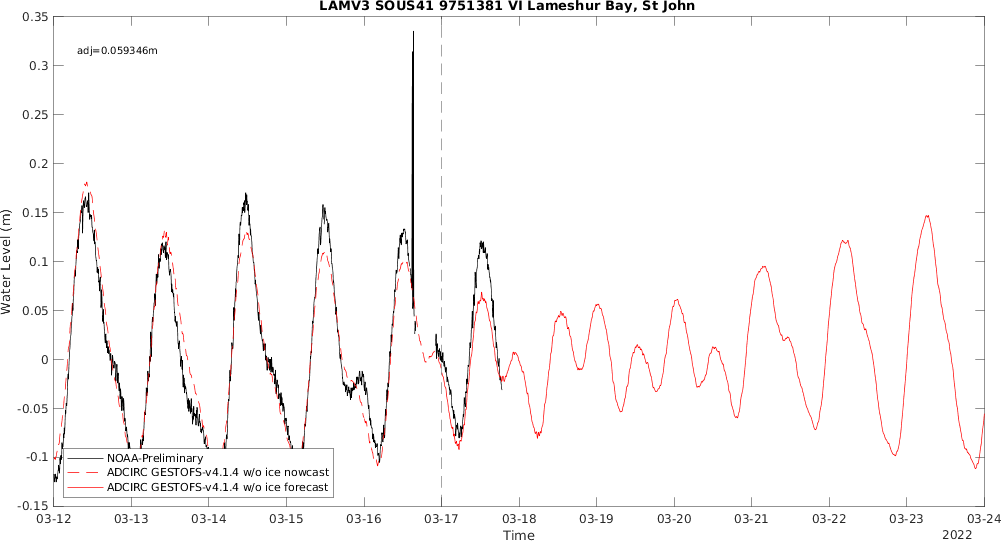 LAMV3 SOUS41 9751381 VI Lameshur Bay, St John
adj=0.059346m
0.35
0.3
0.25
0.2
0.15
0.1
0.05
0
-0.05
-0.1
-0.15
Water Level (m)
NOAA-Preliminary
ADCIRC GESTOFS-v4.1.4 w/o ice nowcast
ADCIRC GESTOFS-v4.1.4 w/o ice forecast
03-12 03-13 03-14 03-15 03-16 03-17 03-18 03-19 03-20 03-21 03-22 03-23 03-24
Time
2022